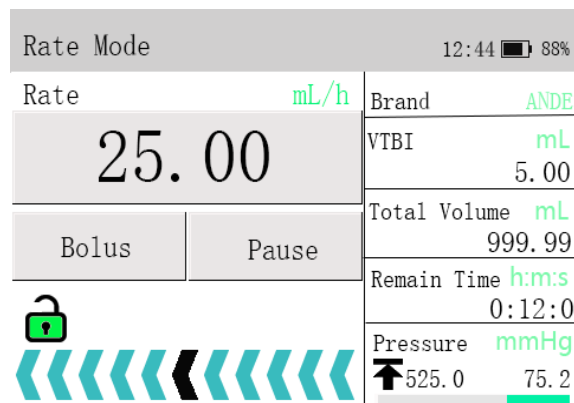 Rate Mode
12:44 88%
Rate mL/h
25.00
Bolus
Pause
Brand ANDE
VTBI mL
5.00
Total Volume mL
999.99
Remain Time h:m:s
0:12:0
Pressure mmHg
525.0 75.2